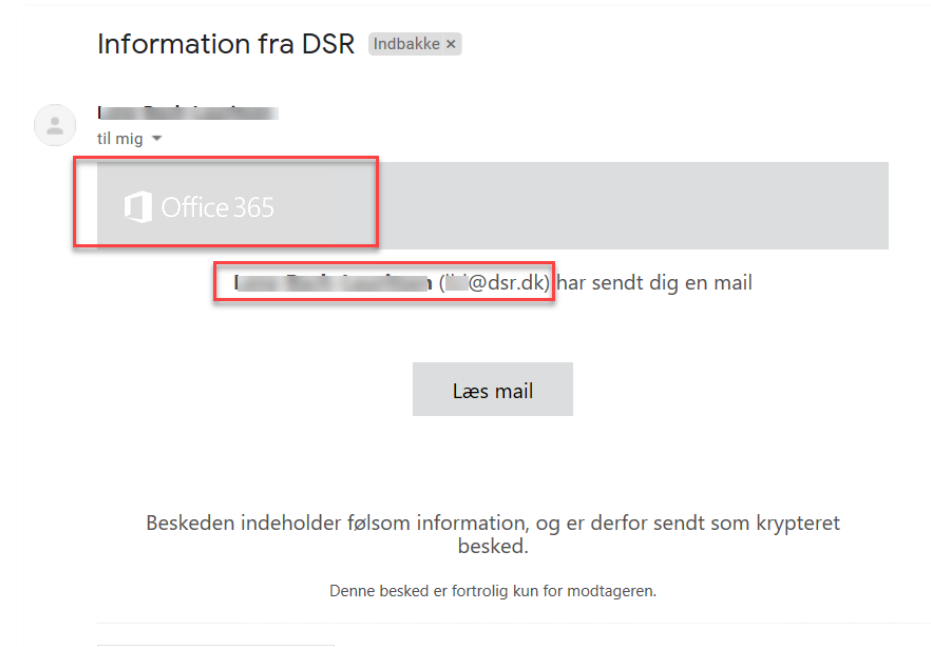 Information fra DSR Indbakke ×
til mig
Office 365
@dsr.dk) har sendt dig en mail
Læs mail
Beskeden indeholder følsom information, og er derfor sendt som krypteret
besked.
Denne besked er fortrolig kun for modtageren.